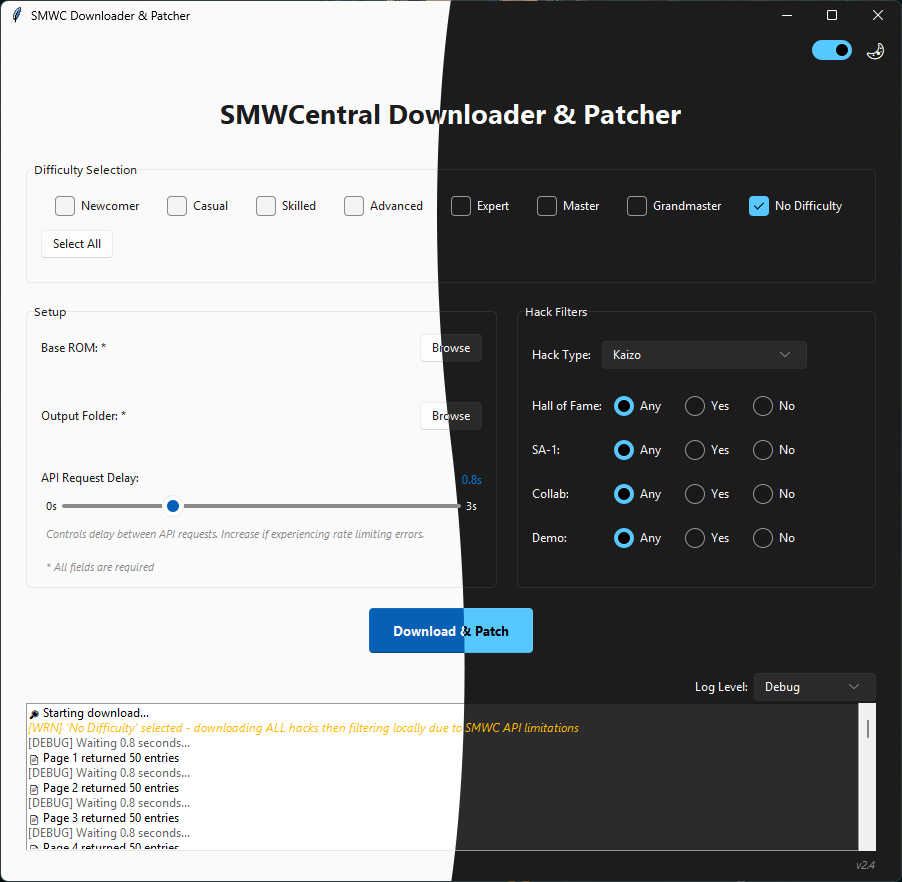 SMWC Downloader & Patcher
SMWCentral Downloader & Patcher
Difficulty Selection
Newcomer Casual Skilled Advanced Expert Master Grandmaster No Difficulty
Select All
Setup
Base ROM: * Browse
Output Folder: * Browse
API Request Delay: 0.8s
0s 3s
Controls delay between API requests. Increase if experiencing rate limiting errors.
* All fields are required
Hack Filters
Hack Type: Kaizo
Hall of Fame: Any Yes No
SA-1: Any Yes No
Collab: Any Yes No
Demo: Any Yes No
Download & Patch
Log Level: Debug
Starting download...
[WRN] 'No Difficulty' selected - downloading ALL hacks then filtering locally due to SMWC API limitations
[DEBUG] Waiting 0.8 seconds...
Page 1 returned 50 entries
[DEBUG] Waiting 0.8 seconds...
Page 2 returned 50 entries
[DEBUG] Waiting 0.8 seconds...
Page 3 returned 50 entries
[DEBUG] Waiting 0.8 seconds...
Page 4 returned 50 entries
v2.4